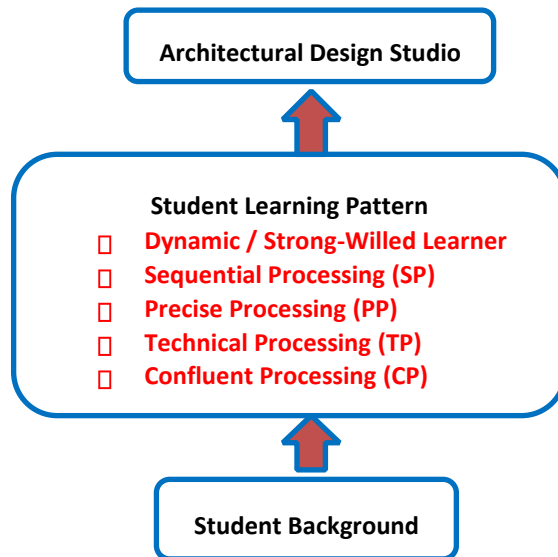 Architectural Design Studio
Student Learning Pattern
Dynamic / Strong-Willed Learner
Sequential Processing (SP)
Precise Processing (PP)
Technical Processing (TP)
Confluent Processing (CP)
Student Background